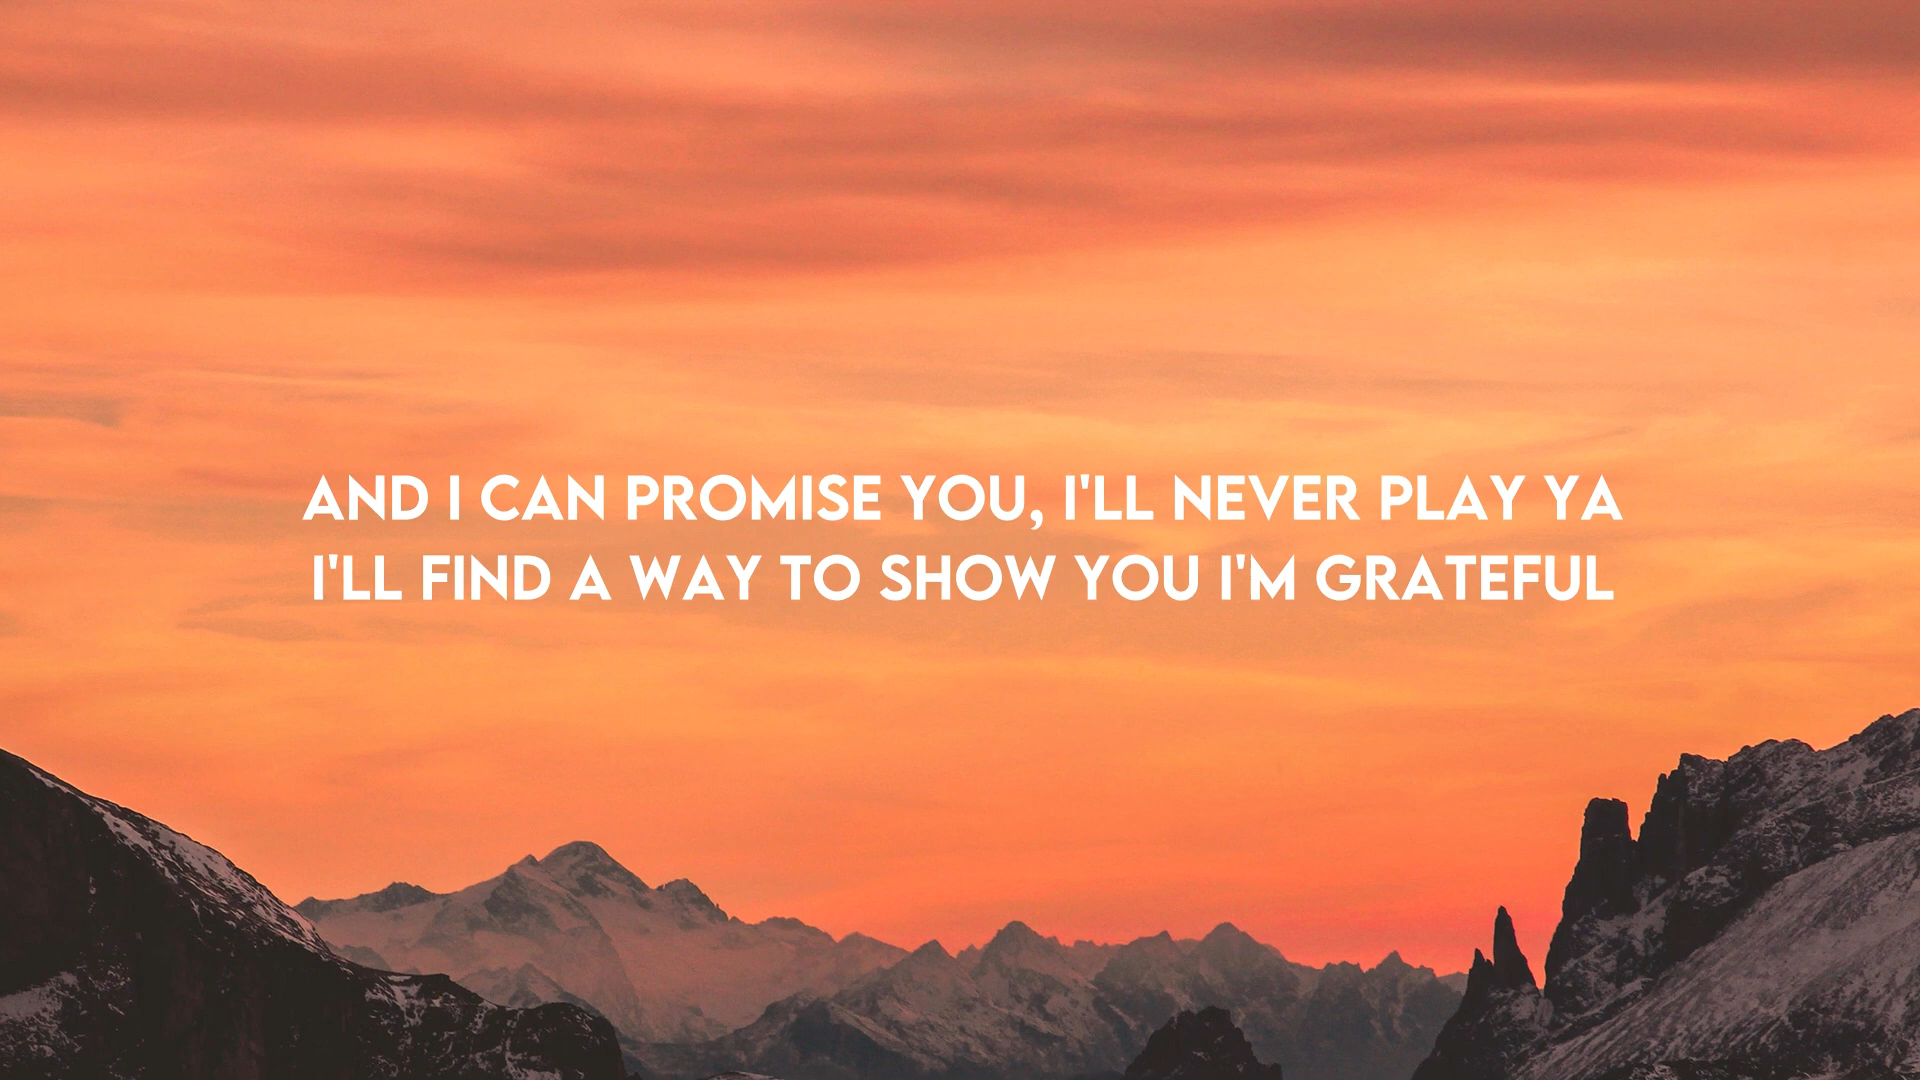 AND I CAN PROMISE YOU, I'LL NEVER PLAY YA
I'LL FIND A WAY TO SHOW YOU I'M GRATEFUL